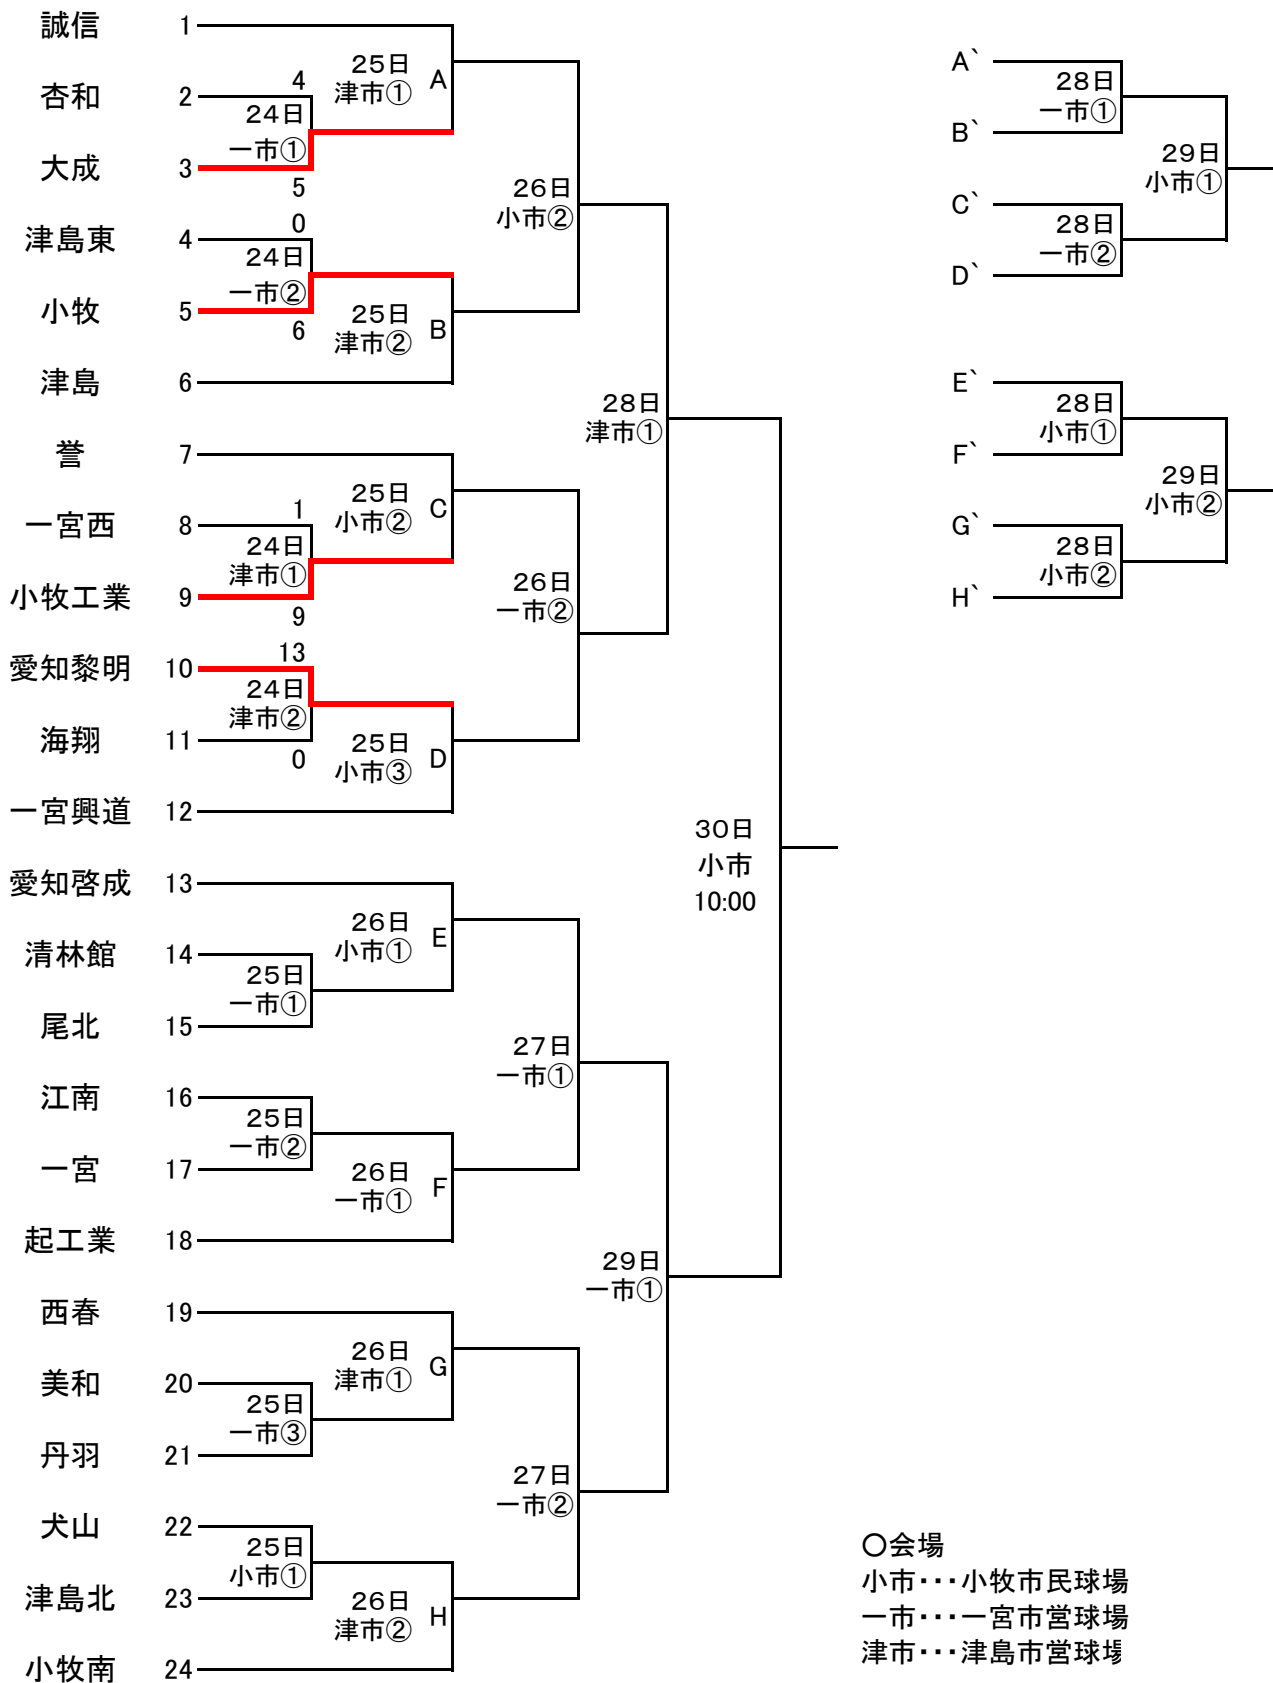 誠信 1
25日 A
津市①
4
杏和 2
24日
一市①
大成 3
5
26日
小市②
0
津島東 4
24日
一市②
小牧 5
6
25日 B
津市②
津島 6
28日
津市①
誉 7
25日 C
小市②
1
一宮西 8
24日
津市①
小牧工業 9
9
26日
一市②
13
愛知黎明 10
24日
津市②
海翔 11
0
25日 D
小市③
一宮興道 12
30日
小市
10:00
愛知啓成 13
26日 E
小市①
清林館 14
25日
一市①
尾北 15
27日
一市①
江南 16
25日
一市②
一宮 17
26日 F
一市①
起工業 18
29日
一市①
西春 19
26日 G
津市①
美和 20
25日
一市③
丹羽 21
27日
一市②
犬山 22
25日
小市①
津島北 23
26日 H
津市②
小牧南 24
A`
28日
一市①
B`
29日
小市①
C`
28日
一市②
D`
E`
28日
小市①
F`
29日
小市②
G`
28日
小市②
H`
○会場
小市・・・小牧市民球場
一市・・・一宮市営球場
津市・・・津島市営球場